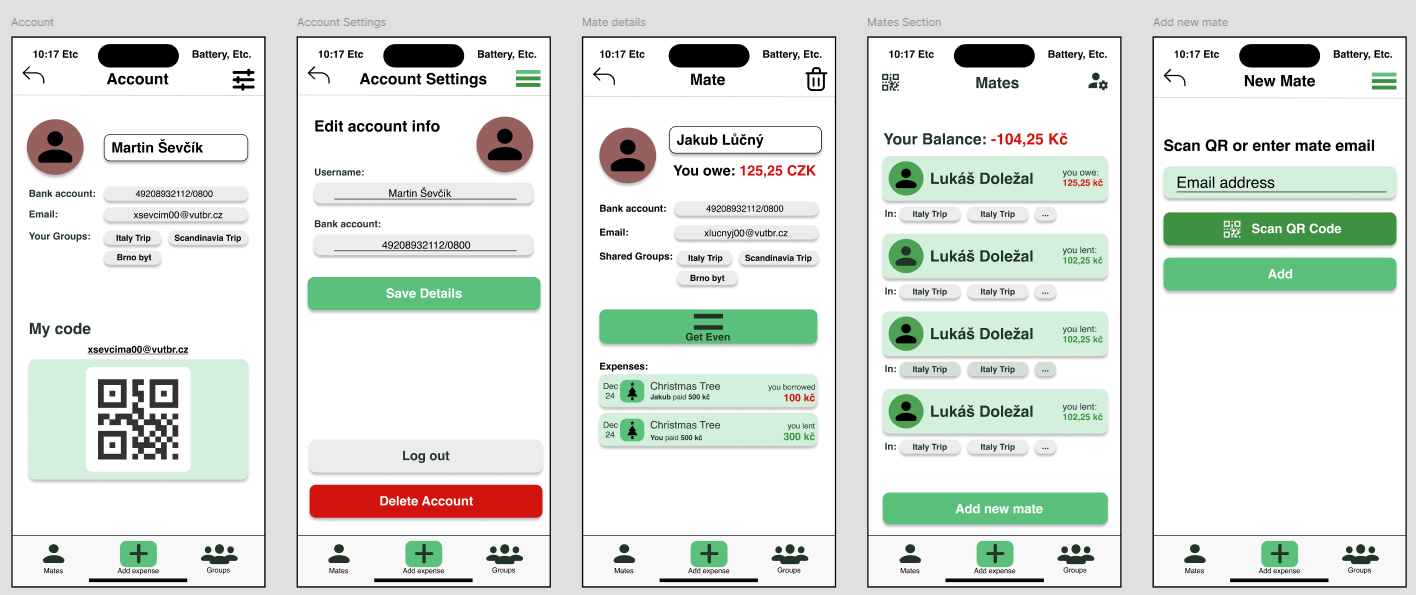 Account
10:17 Etc
Battery, Etc.
Account
Martin Ševčík
Bank account:
49208932112/0800
Email:
xsevcim00@vutbr.cz
Your Groups:
Italy Trip
Scandinavia Trip
Brno byt
My code
xsevcima00@vutbr.cz
Mates
Add expense
Groups
Account Settings
10:17 Etc
Battery, Etc.
Account Settings
Edit account info
Username:
Martin Ševčík
Bank account:
49208932112/0800
Save Details
Log out
Delete Account
Mates
Add expense
Groups
Mate details
10:17 Etc
Battery, Etc.
Mate
Jakub Lůčný
You owe: 125,25 CZK
Bank account:
49208932112/0800
Email:
xlucnyj00@vutbr.cz
Shared Groups:
Italy Trip
Scandinavia Trip
Brno byt
Get Even
Expenses:
Dec 24
Christmas Tree
Jakub paid 500 kč
you borrowed
100 kč
Dec 24
Christmas Tree
You paid 500 kč
you lent
300 kč
Mates
Add expense
Groups
Mates Section
10:17 Etc
Battery, Etc.
Mates
Your Balance: -104,25 Kč
Lukáš Doležal
you owe:
125,25 kč
In:
Italy Trip
Italy Trip
...
Lukáš Doležal
you lent:
102,25 kč
In:
Italy Trip
Italy Trip
...
Lukáš Doležal
you lent:
102,25 kč
In:
Italy Trip
Italy Trip
...
Lukáš Doležal
you lent:
102,25 kč
In:
Italy Trip
Italy Trip
...
Add new mate
Mates
Add expense
Groups
Add new mate
10:17 Etc
Battery, Etc.
New Mate
Scan QR or enter mate email
Email address
Scan QR Code
Add
Mates
Add expense
Groups